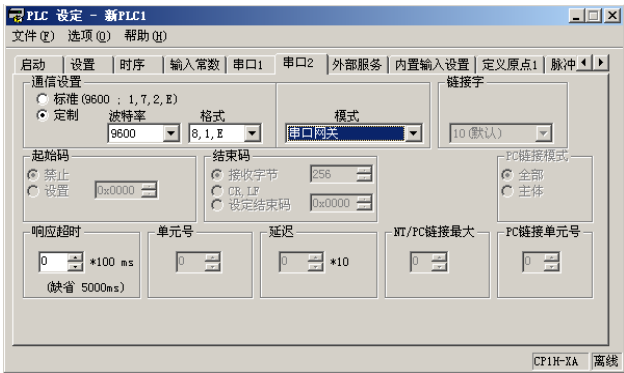 PLC 设定 - 新PLC1
文件(F) 选项(O) 帮助(H)
启动 设置 时序 输入常数 串口1 串口2 外部服务 内置输入设置 定义原点1 脉冲
通信设置 链接字
标准(9600 : 1,7,2,E)
定制 波特率 格式 模式
9600 8,1,E 串口网关 10(默认)
起始码 结束码 PC链接模式
禁止 接收字节 256 全部
设置 0x0000 CR,LF 主体
设定结束码 0x0000
响应超时 单元号 延迟 NT/PC链接最大 PC链接单元号
0 *100 ms 0 0 *10 0 0
(缺省 5000ms)
CP1H-XA 离线